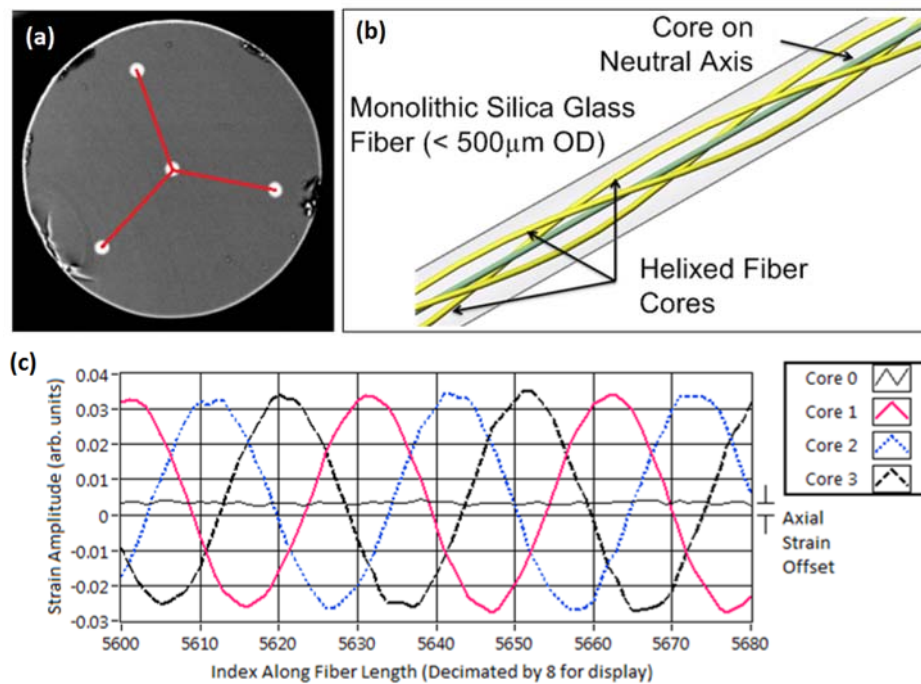 (a)
(b)
Core on
Neutral Axis
Monolithic Silica Glass
Fiber (< 500μm OD)
Helixed Fiber
Cores
(c)
Strain Amplitude (arb. units)
0.04
0.03
0.02
0.01
0
-0.01
-0.02
-0.03
5600
5610
5620
5630
5640
5650
5660
5670
5680
Index Along Fiber Length (Decimated by 8 for display)
Core 0
Core 1
Core 2
Core 3
Axial
Strain
Offset